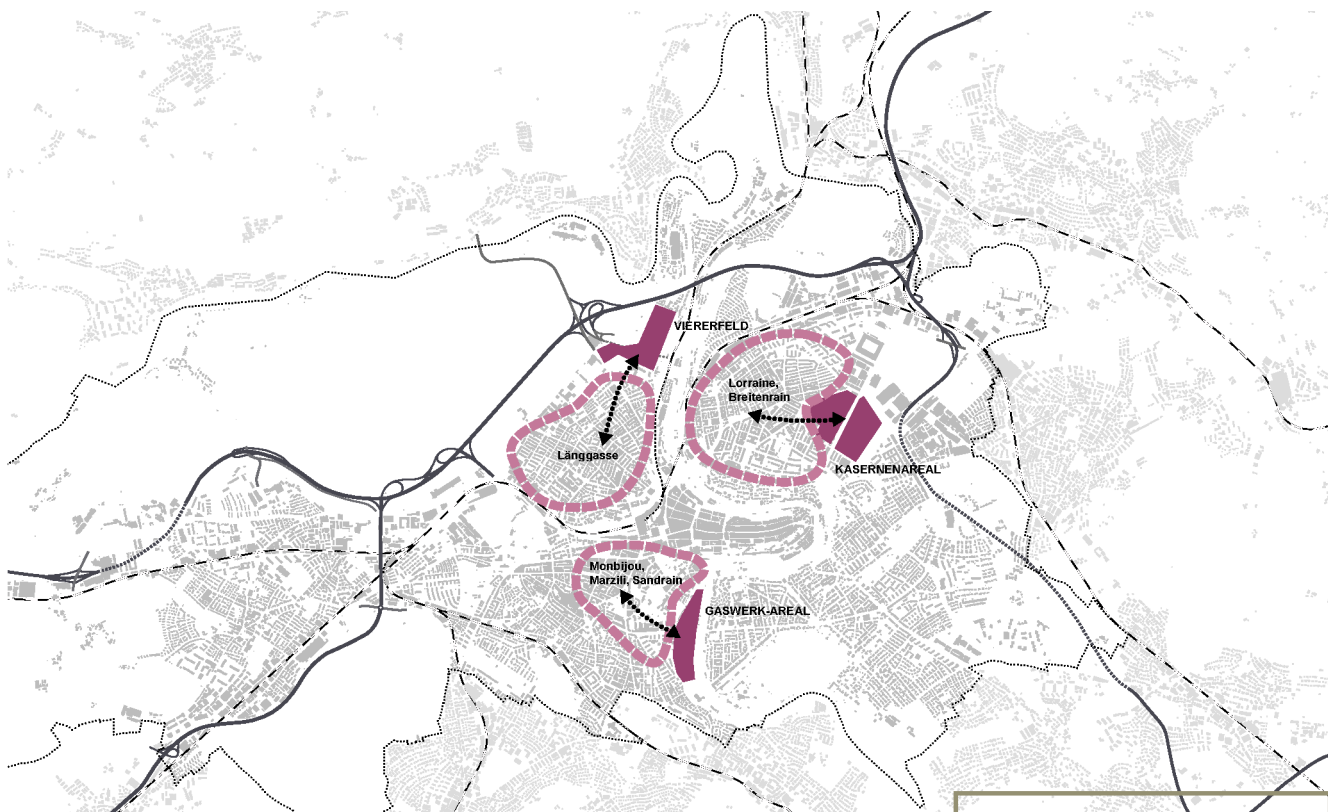 VIERERFELD
Lorraine,
Breitenrain
Länggasse
KASERNENAREAL
Monbijou,
Marzili, Sandrain
GASWERK-AREAL